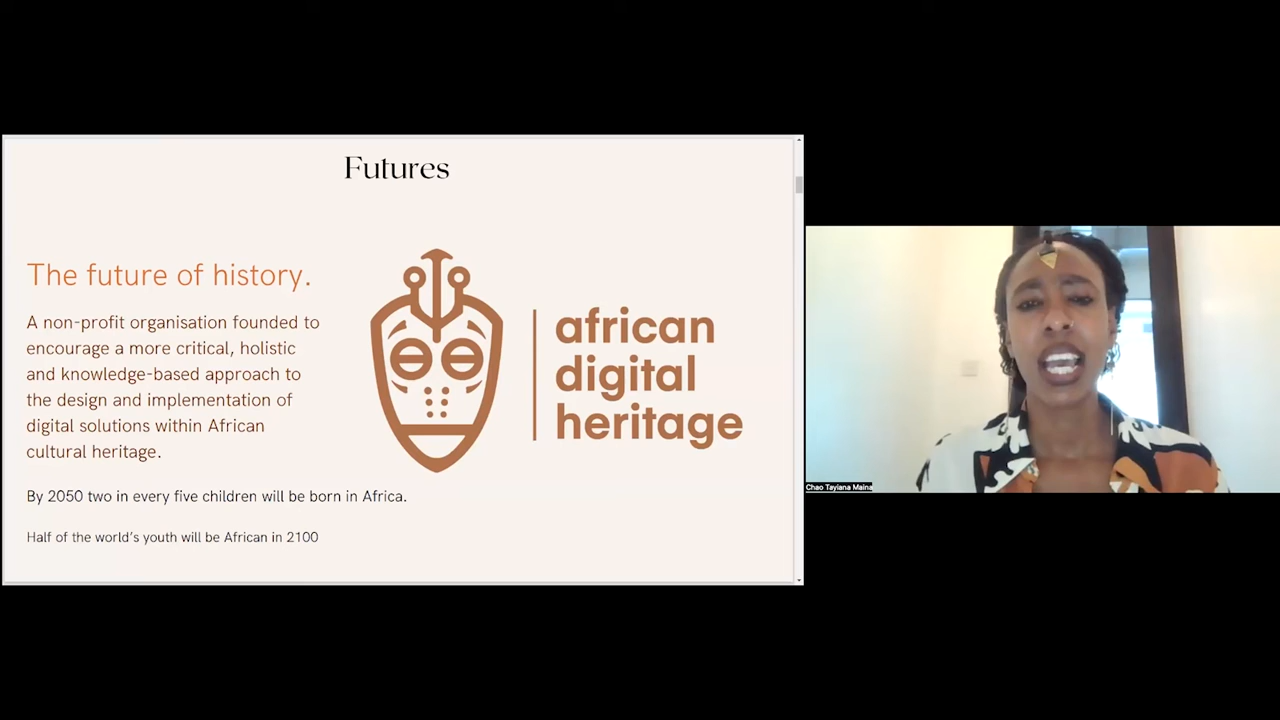 Futures
The future of history.
A non-profit organisation founded to
encourage a more critical, holistic
and knowledge-based approach to
the design and implementation of
digital solutions within African
cultural heritage.
By 2050 two in every five children will be born in Africa.
Half of the world's youth will be African in 2100
african
digital
heritage
Chao Tayiana Maina